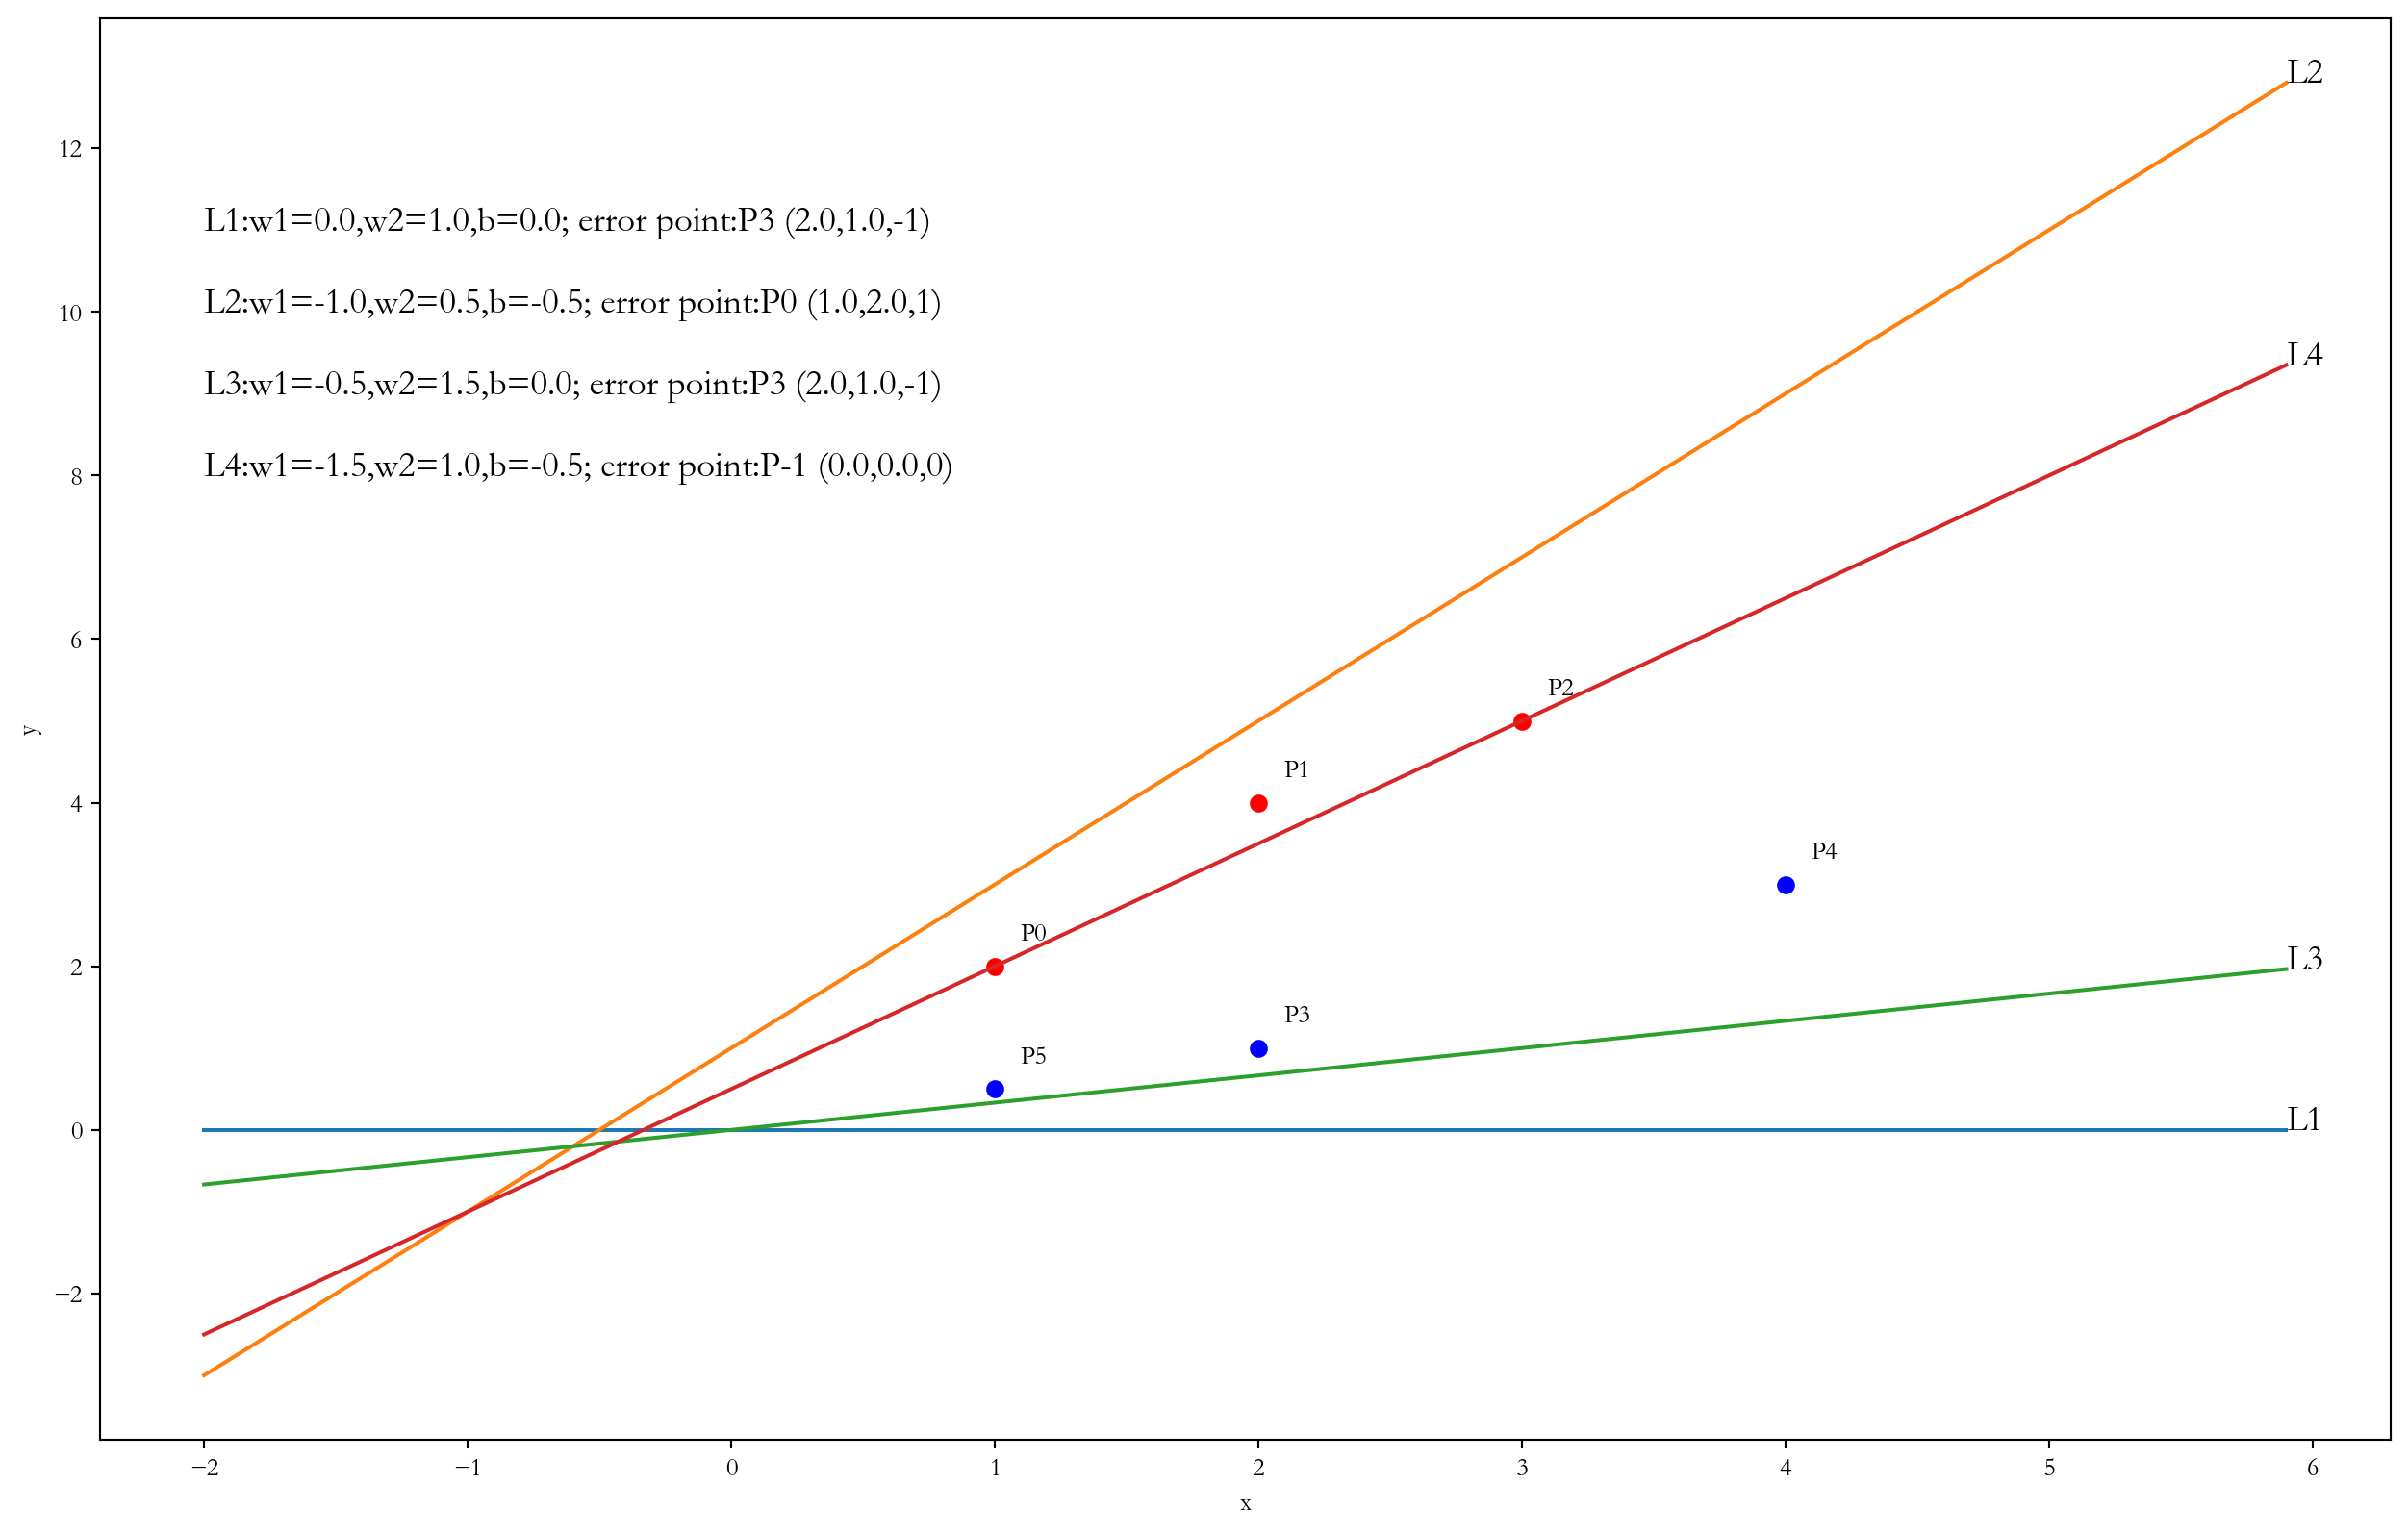 L2
12
L1:w1=0.0,w2=1.0,b=0.0; error point:P3 (2.0,1.0,-1)
L2:w1=-1.0,w2=0.5,b=-0.5; error point:P0 (1.0,2.0,1)
10
L4
L3:w1=-0.5,w2=1.5,b=0.0; error point:P3 (2.0,1.0,-1)
L4:w1=-1.5,w2=1.0,b=-0.5; error point:P-1 (0.0,0.0,0)
8
6
P2
y
P1
4
P4
P0
L3
2
P3
P5
L1
0
−2
−2 −1 0 1 2 3 4 5 6
x